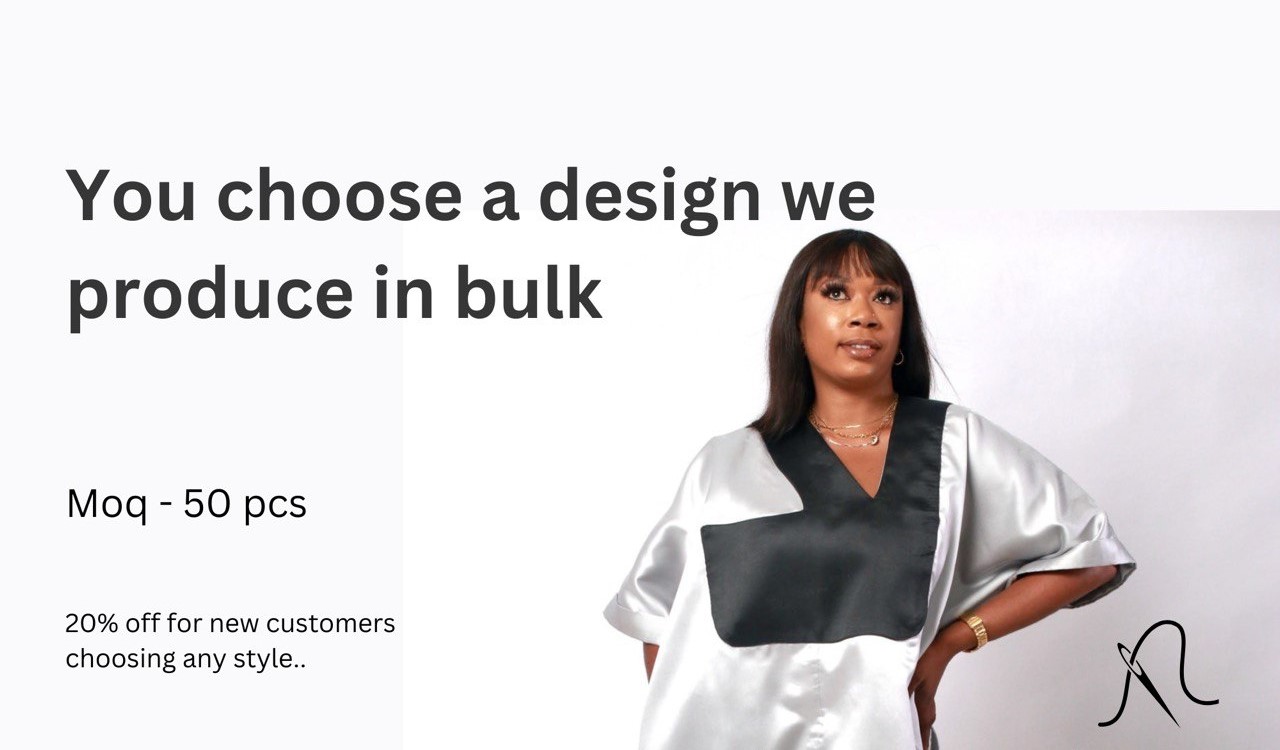 You choose a design we
produce in bulk
Moq - 50 pcs
20% off for new customers
choosing any style..